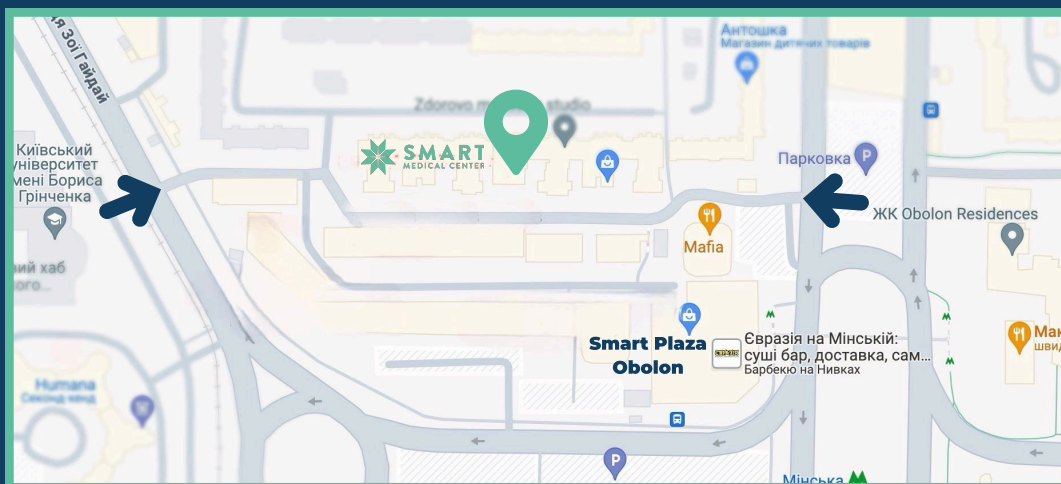 Антошка
Магазин дитячих товарів
Зої Гайдай
Zdorovo
studio
SMART
MEDICAL CENTER
Київський
університет
імені Бориса
Грінченка
Парковка
P
ЖК Obolon Residences
Mafia
Smart Plaza
Obolon
Євразія на Мінській:
суші бар, доставка, сам...
Барбекю на Нивках
Humana
Секонд-хенд
P
Мінська